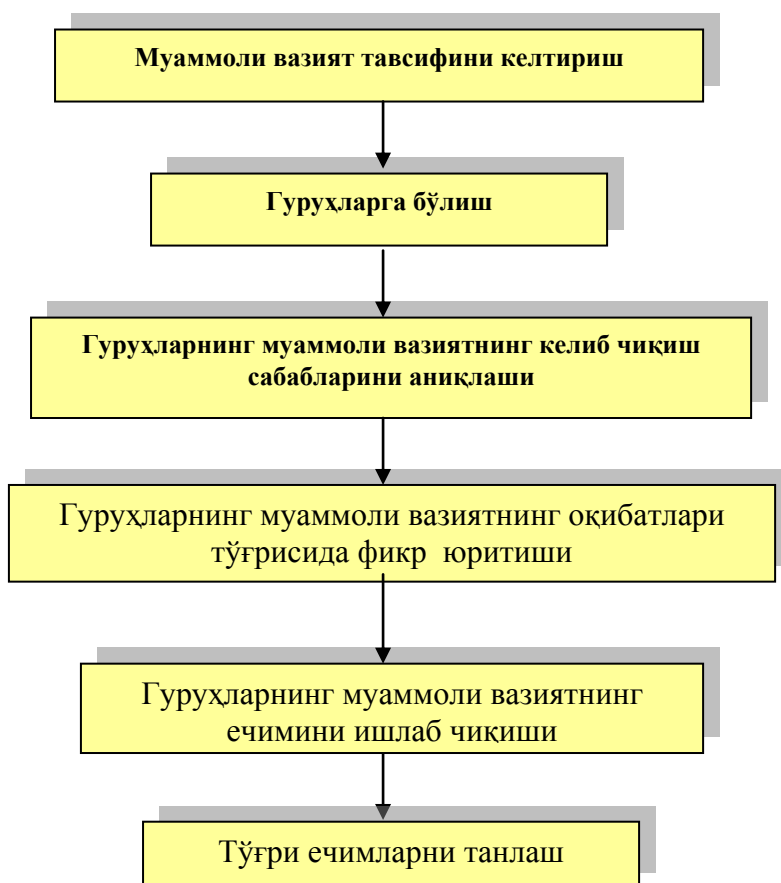 Муаммоли вазият тавсифини келтириш
Гуруҳларга бўлиш
Гуруҳларнинг муаммоли вазиятнинг келиб чиқиш
сабабларини аниқлаши
Гуруҳларнинг муаммоли вазиятнинг оқибатлари
тўғрисида фикр юритиши
Гуруҳларнинг муаммоли вазиятнинг
ечимини ишлаб чиқиши
Тўғри ечимларни танлаш